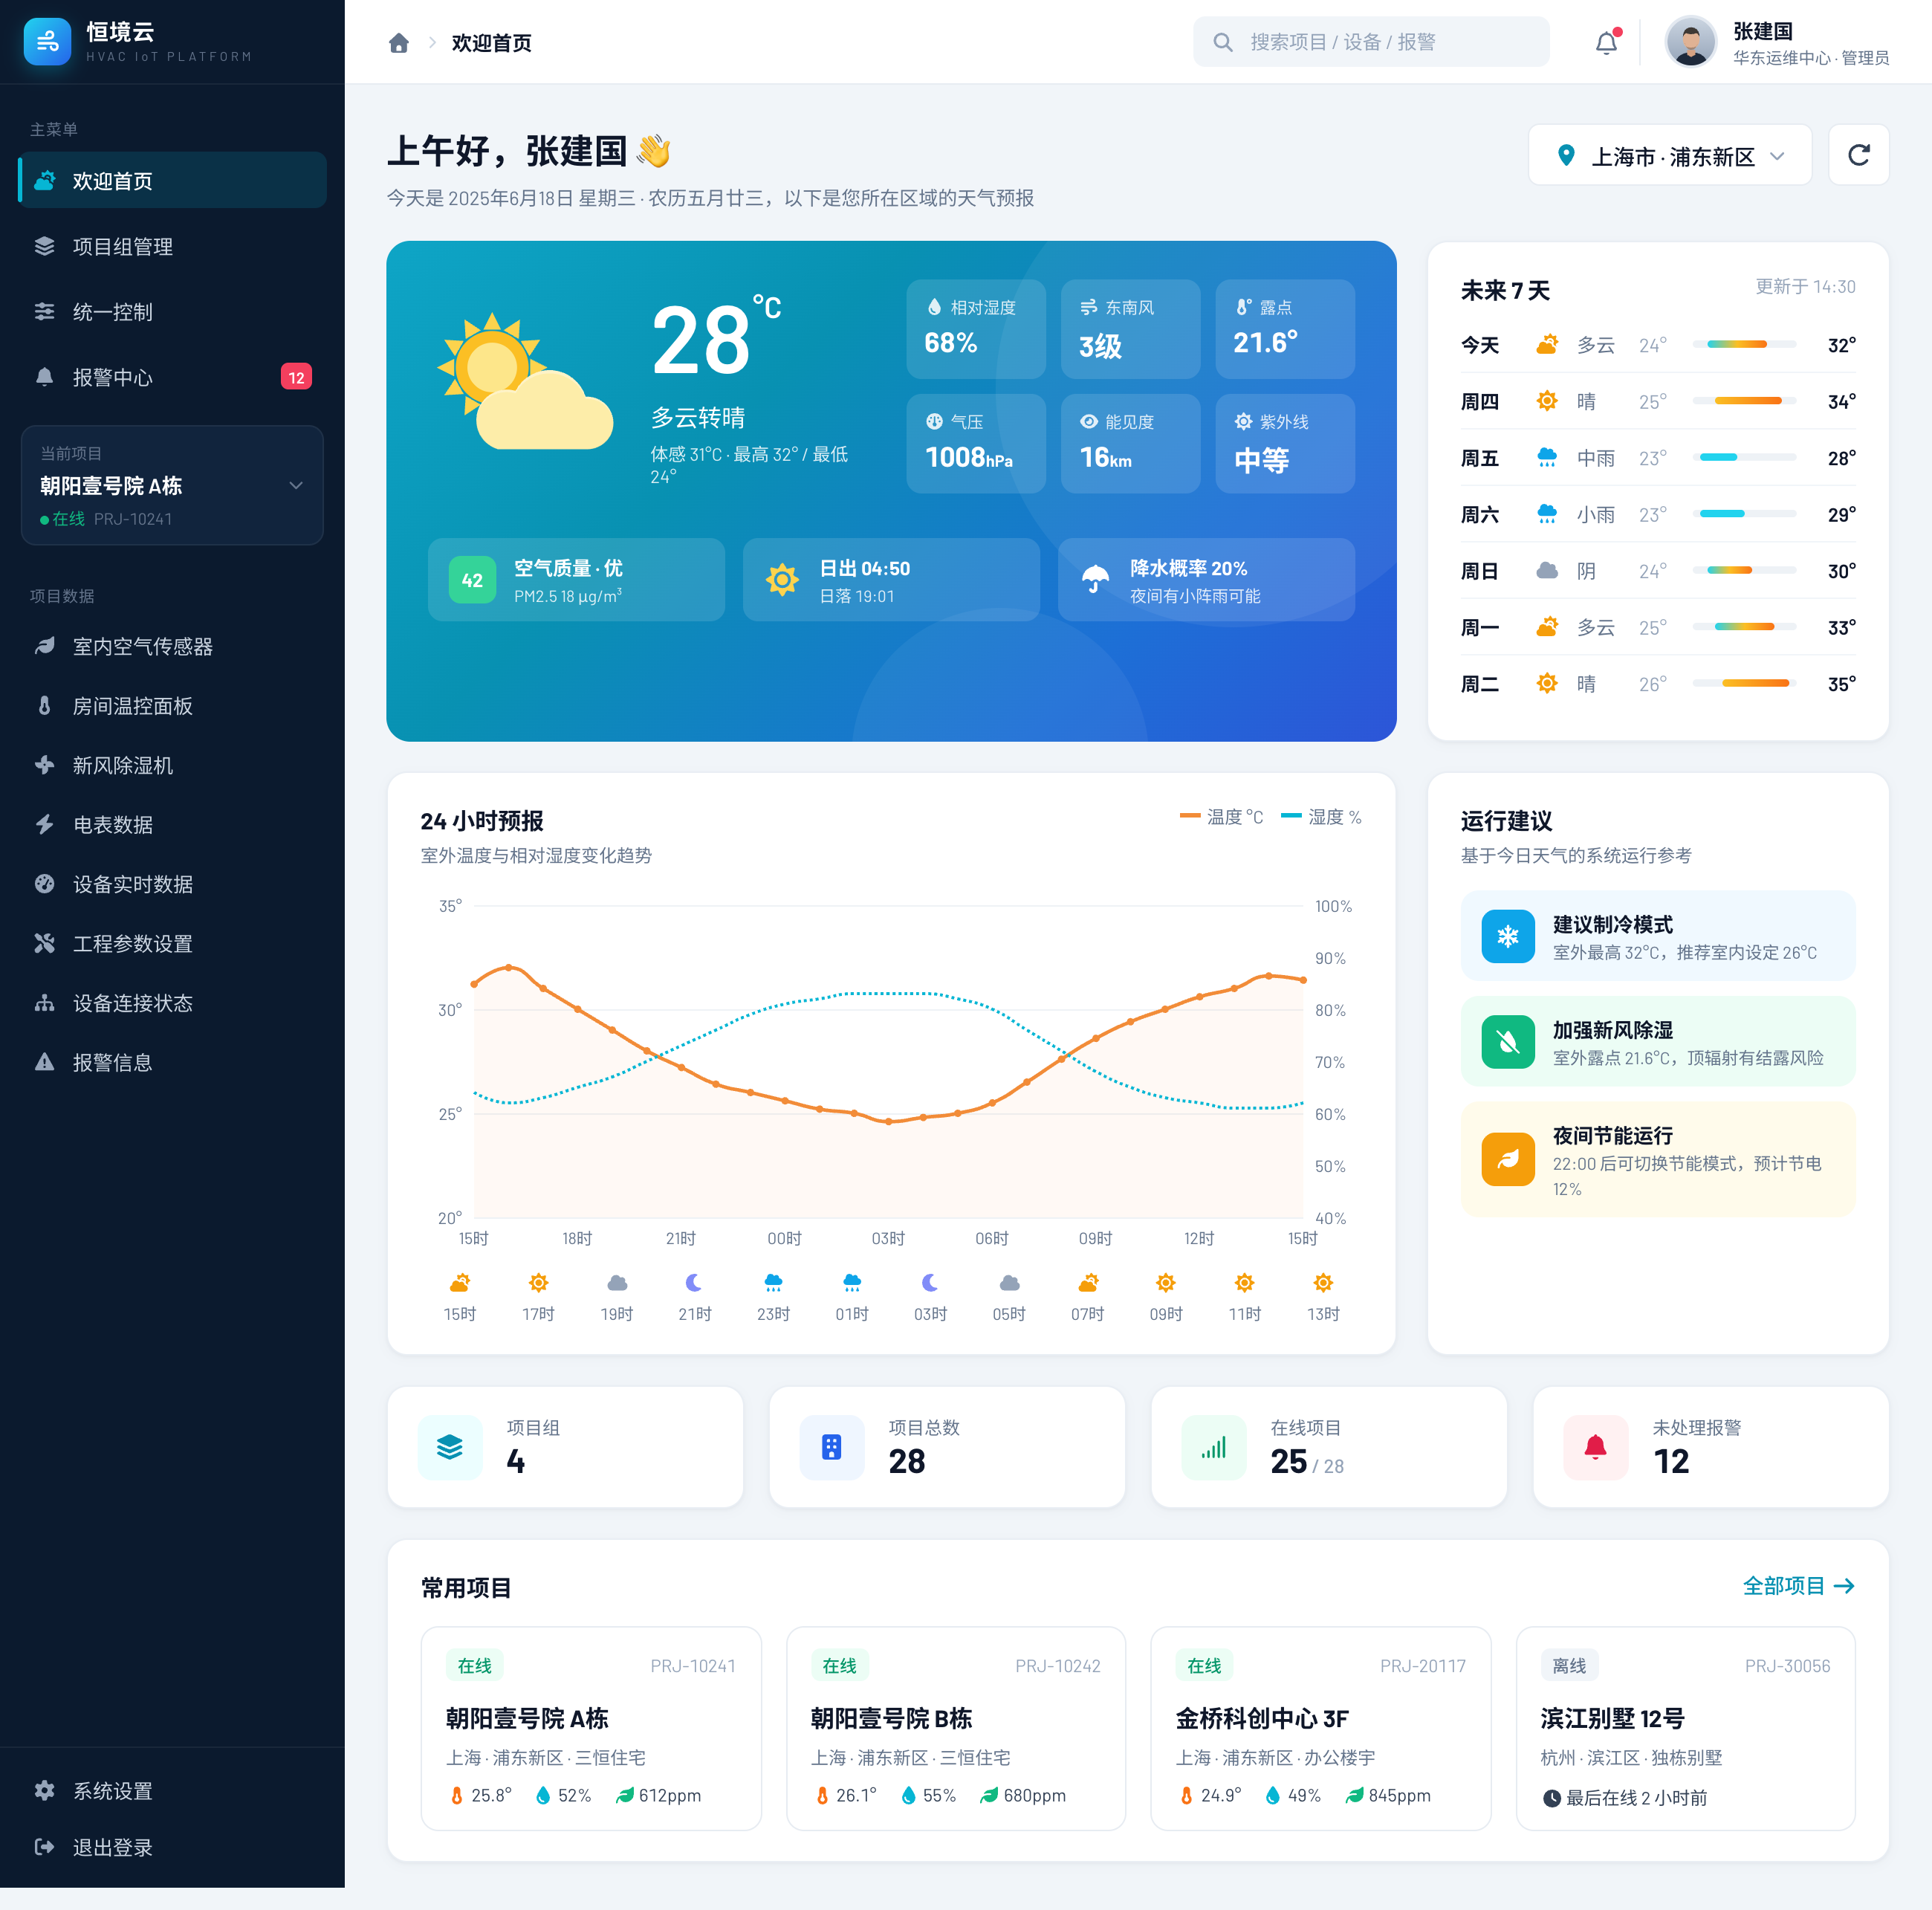 恒境云
HVAC IoT PLATFORM
主菜单
欢迎首页
项目组管理
统一控制
报警中心
12
当前项目
朝阳壹号院 A栋
在线 PRJ-10241
项目数据
室内空气传感器
房间温控面板
新风除湿机
电表数据
设备实时数据
工程参数设置
设备连接状态
报警信息
系统设置
退出登录
欢迎首页
搜索项目 / 设备 / 报警
张建国
华东运维中心 · 管理员
上午好，张建国👋
今天是 2025年6月18日 星期三 · 农历五月廿三，以下是您所在区域的天气预报
上海市 · 浦东新区
28°C
多云转晴
体感 31°C · 最高 32° / 最低
24°
相对湿度
68%
东南风
3级
露点
21.6°
气压
1008hPa
能见度
16km
紫外线
中等
42
空气质量 · 优
PM2.5 18 μg/m³
日出 04:50
日落 19:01
降水概率 20%
夜间有小阵雨可能
未来 7 天
更新于 14:30
今天 多云 24° 32°
周四 晴 25° 34°
周五 中雨 23° 28°
周六 小雨 23° 29°
周日 阴 24° 30°
周一 多云 25° 33°
周二 晴 26° 35°
24 小时预报
室外温度与相对湿度变化趋势
温度 °C 湿度 %
35°
30°
25°
20°
100%
90%
80%
70%
60%
50%
40%
15时 18时 21时 00时 03时 06时 09时 12时 15时
15时 17时 19时 21时 23时 01时 03时 05时 07时 09时 11时 13时
运行建议
基于今日天气的系统运行参考
建议制冷模式
室外最高 32°C，推荐室内设定 26°C
加强新风除湿
室外露点 21.6°C，顶辐射有结露风险
夜间节能运行
22:00 后可切换节能模式，预计节电
12%
项目组
4
项目总数
28
在线项目
25 / 28
未处理报警
12
常用项目
全部项目
在线 PRJ-10241
朝阳壹号院 A栋
上海 · 浦东新区 · 三恒住宅
25.8° 52% 612ppm
在线 PRJ-10242
朝阳壹号院 B栋
上海 · 浦东新区 · 三恒住宅
26.1° 55% 680ppm
在线 PRJ-20117
金桥科创中心 3F
上海 · 浦东新区 · 办公楼宇
24.9° 49% 845ppm
离线 PRJ-30056
滨江别墅 12号
杭州 · 滨江区 · 独栋别墅
最后在线 2 小时前